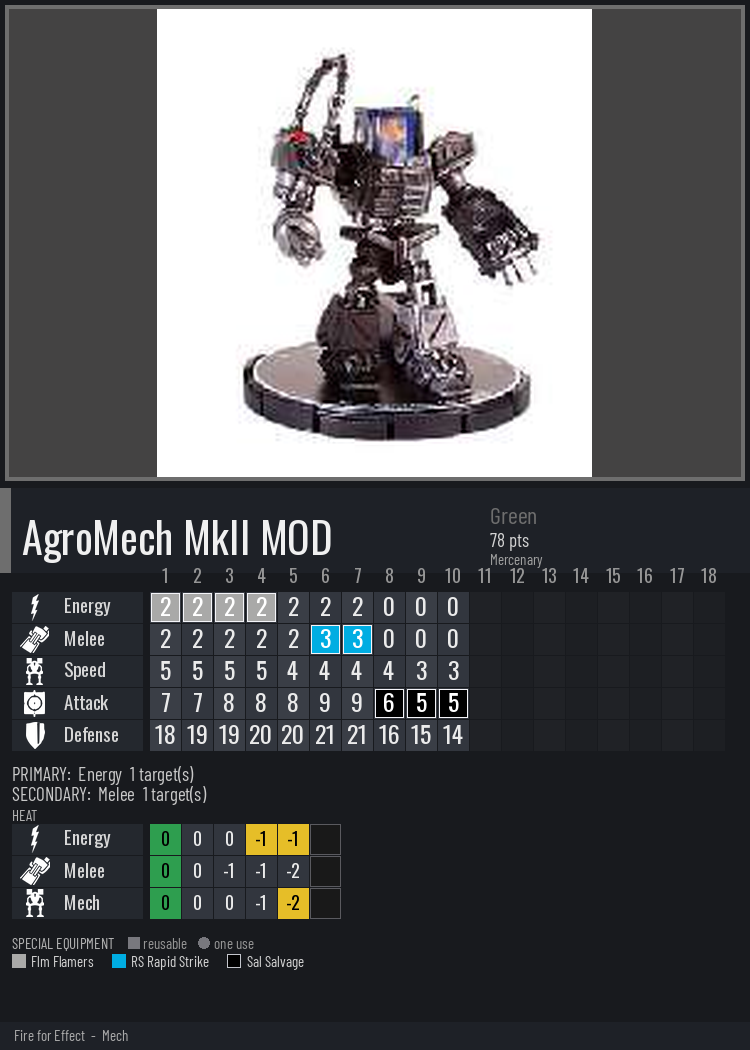 AgroMech MkII MOD
Green
78 pts
Mercenary
1 2 3 4 5 6 7 8 9 10 11 12 13 14 15 16 17 18
Energy 2 2 2 2 2 2 2 0 0 0
Melee 2 2 2 2 2 3 3 0 0 0
Speed 5 5 5 5 4 4 4 4 3 3
Attack 7 7 8 8 8 9 9 6 5 5
Defense 18 19 19 20 20 21 21 16 15 14
PRIMARY: Energy 1 target(s)
SECONDARY: Melee 1 target(s)
HEAT
Energy 0 0 0 -1 -1
Melee 0 0 -1 -1 -2
Mech 0 0 0 -1 -2
SPECIAL EQUIPMENT reusable one use
Flm Flamers RS Rapid Strike Sal Salvage
Fire for Effect - Mech